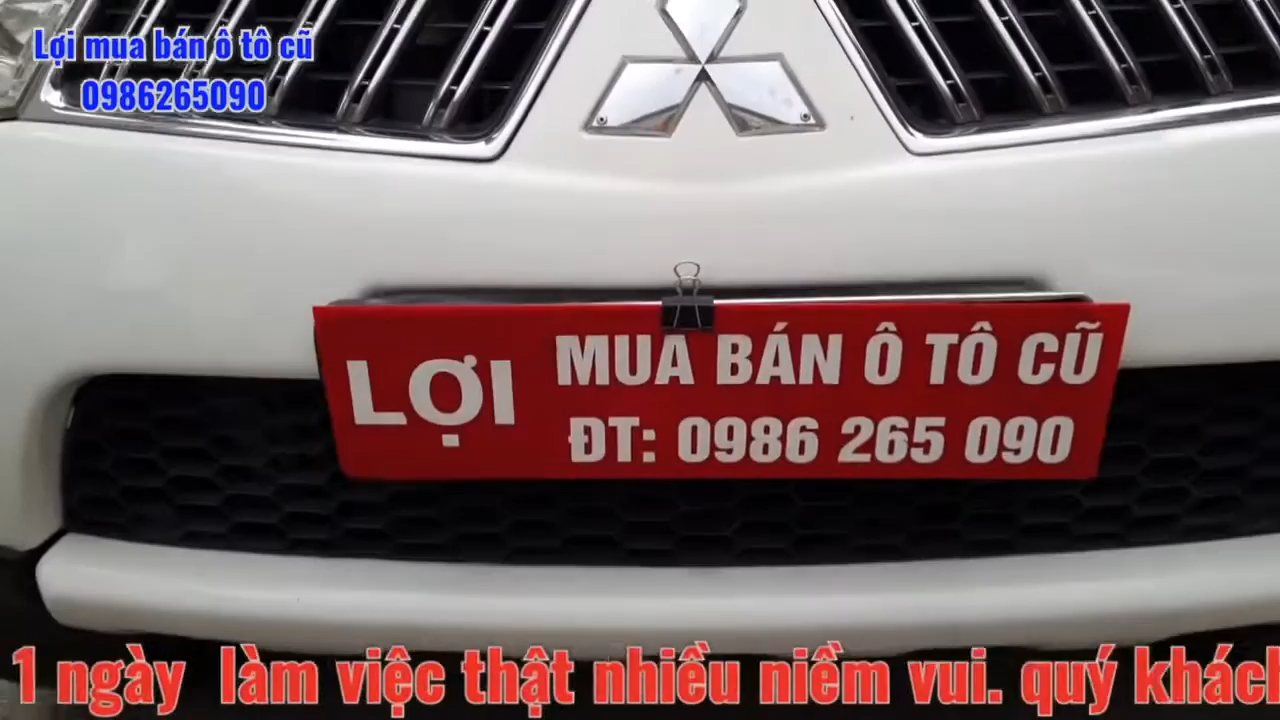 Lợi mua bán ô tô cũ
0986265090
LỢI
MUA BÁN Ô TÔ CŨ
ĐT: 0986 265 090
1 ngày làm việc thật nhiều niềm vui. quý khách